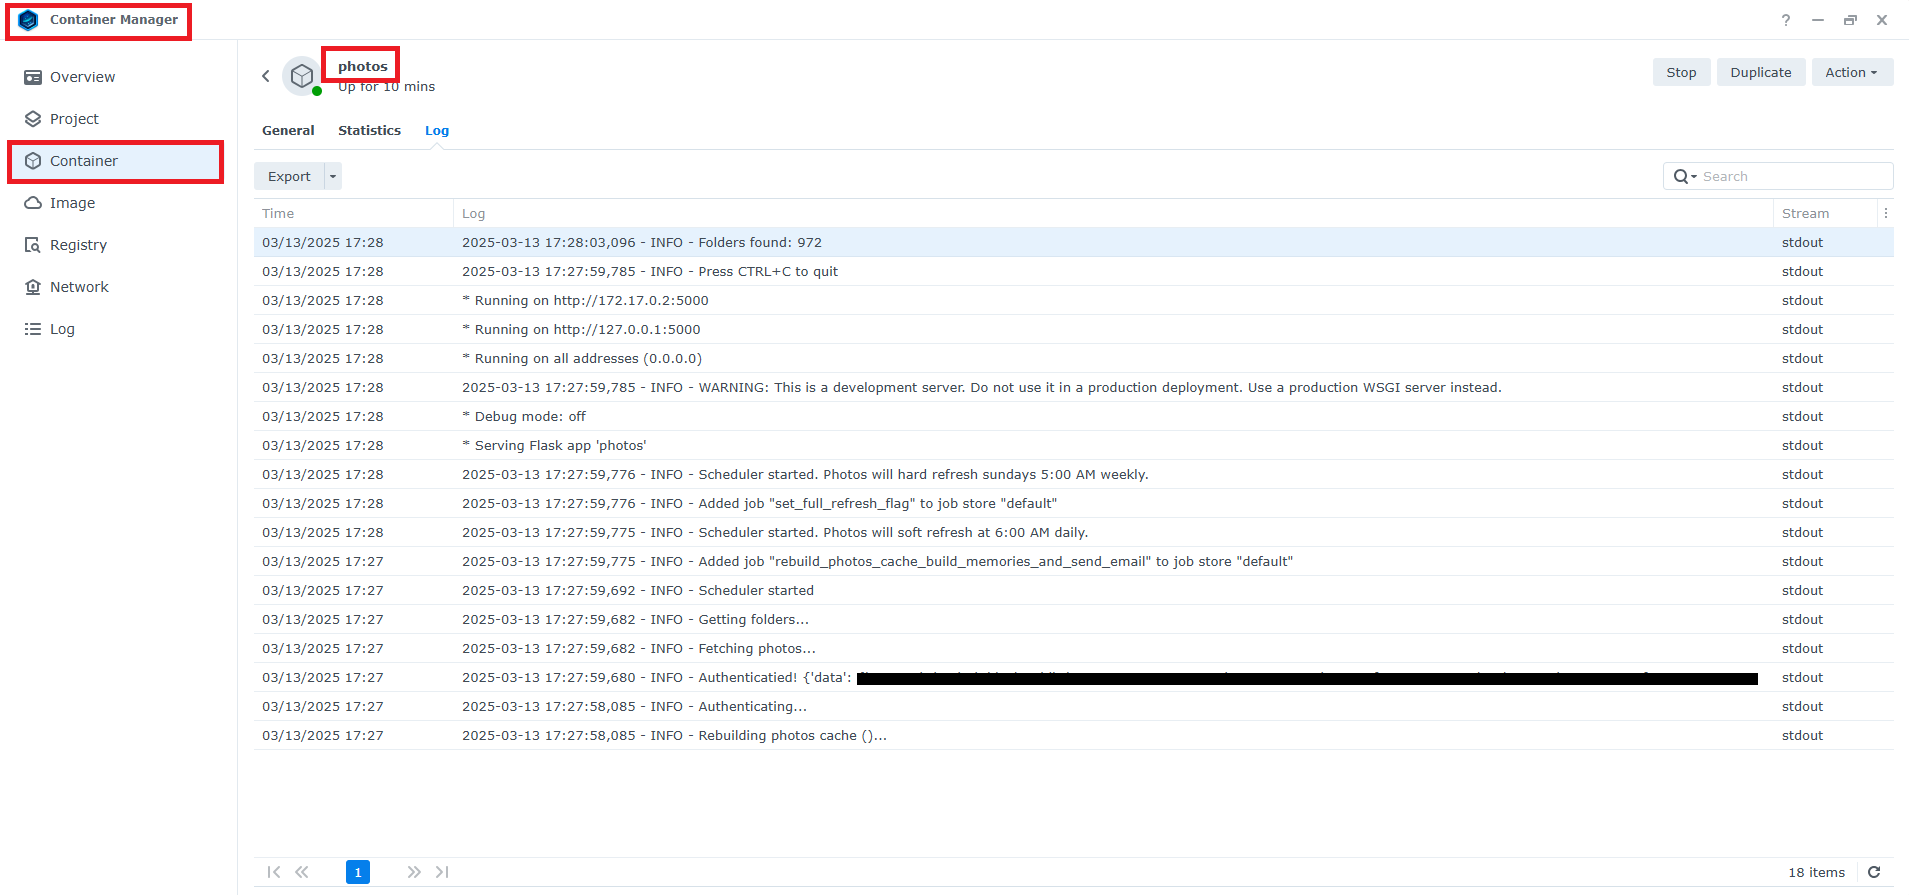 Container Manager
?
Overview
Project
Container
Image
Registry
Network
Log
photos
Up for 10 mins
Stop
Duplicate
Action
General Statistics Log
Export
Search
Time Log Stream
03/13/2025 17:28 2025-03-13 17:28:03,096 - INFO - Folders found: 972 stdout
03/13/2025 17:28 2025-03-13 17:27:59,785 - INFO - Press CTRL+C to quit stdout
03/13/2025 17:28 * Running on http://172.17.0.2:5000 stdout
03/13/2025 17:28 * Running on http://127.0.0.1:5000 stdout
03/13/2025 17:28 * Running on all addresses (0.0.0.0) stdout
03/13/2025 17:28 2025-03-13 17:27:59,785 - INFO - WARNING: This is a development server. Do not use it in a production deployment. Use a production WSGI server instead. stdout
03/13/2025 17:28 * Debug mode: off stdout
03/13/2025 17:28 * Serving Flask app 'photos' stdout
03/13/2025 17:28 2025-03-13 17:27:59,776 - INFO - Scheduler started. Photos will hard refresh sundays 5:00 AM weekly. stdout
03/13/2025 17:28 2025-03-13 17:27:59,776 - INFO - Added job "set_full_refresh_flag" to job store "default" stdout
03/13/2025 17:28 2025-03-13 17:27:59,775 - INFO - Scheduler started. Photos will soft refresh at 6:00 AM daily. stdout
03/13/2025 17:27 2025-03-13 17:27:59,775 - INFO - Added job "rebuild_photos_cache_build_memories_and_send_email" to job store "default" stdout
03/13/2025 17:27 2025-03-13 17:27:59,692 - INFO - Scheduler started stdout
03/13/2025 17:27 2025-03-13 17:27:59,682 - INFO - Getting folders... stdout
03/13/2025 17:27 2025-03-13 17:27:59,682 - INFO - Fetching photos... stdout
03/13/2025 17:27 2025-03-13 17:27:59,680 - INFO - Authenticatied! {'data': stdout
03/13/2025 17:27 2025-03-13 17:27:58,085 - INFO - Authenticating... stdout
03/13/2025 17:27 2025-03-13 17:27:58,085 - INFO - Rebuilding photos cache ()... stdout
1
18 items